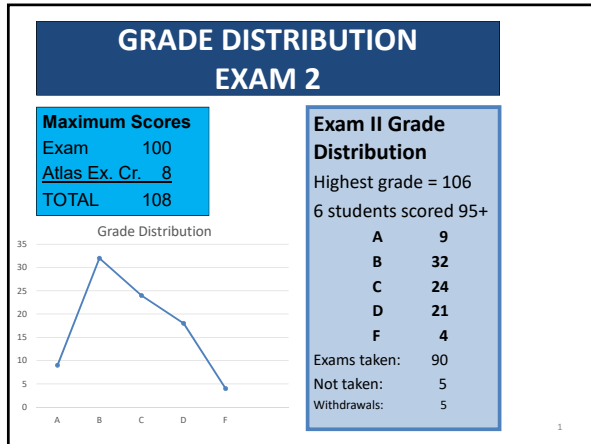 GRADE DISTRIBUTION
EXAM 2
Maximum Scores
Exam 100
Atlas Ex. Cr. 8
TOTAL 108
Exam II Grade
Distribution
Highest grade = 106
6 students scored 95+
A 9
B 32
C 24
D 21
F 4
Exams taken: 90
Not taken: 5
Withdrawals: 5
Grade Distribution
35
30
25
20
15
10
5
0
A B C D F
1